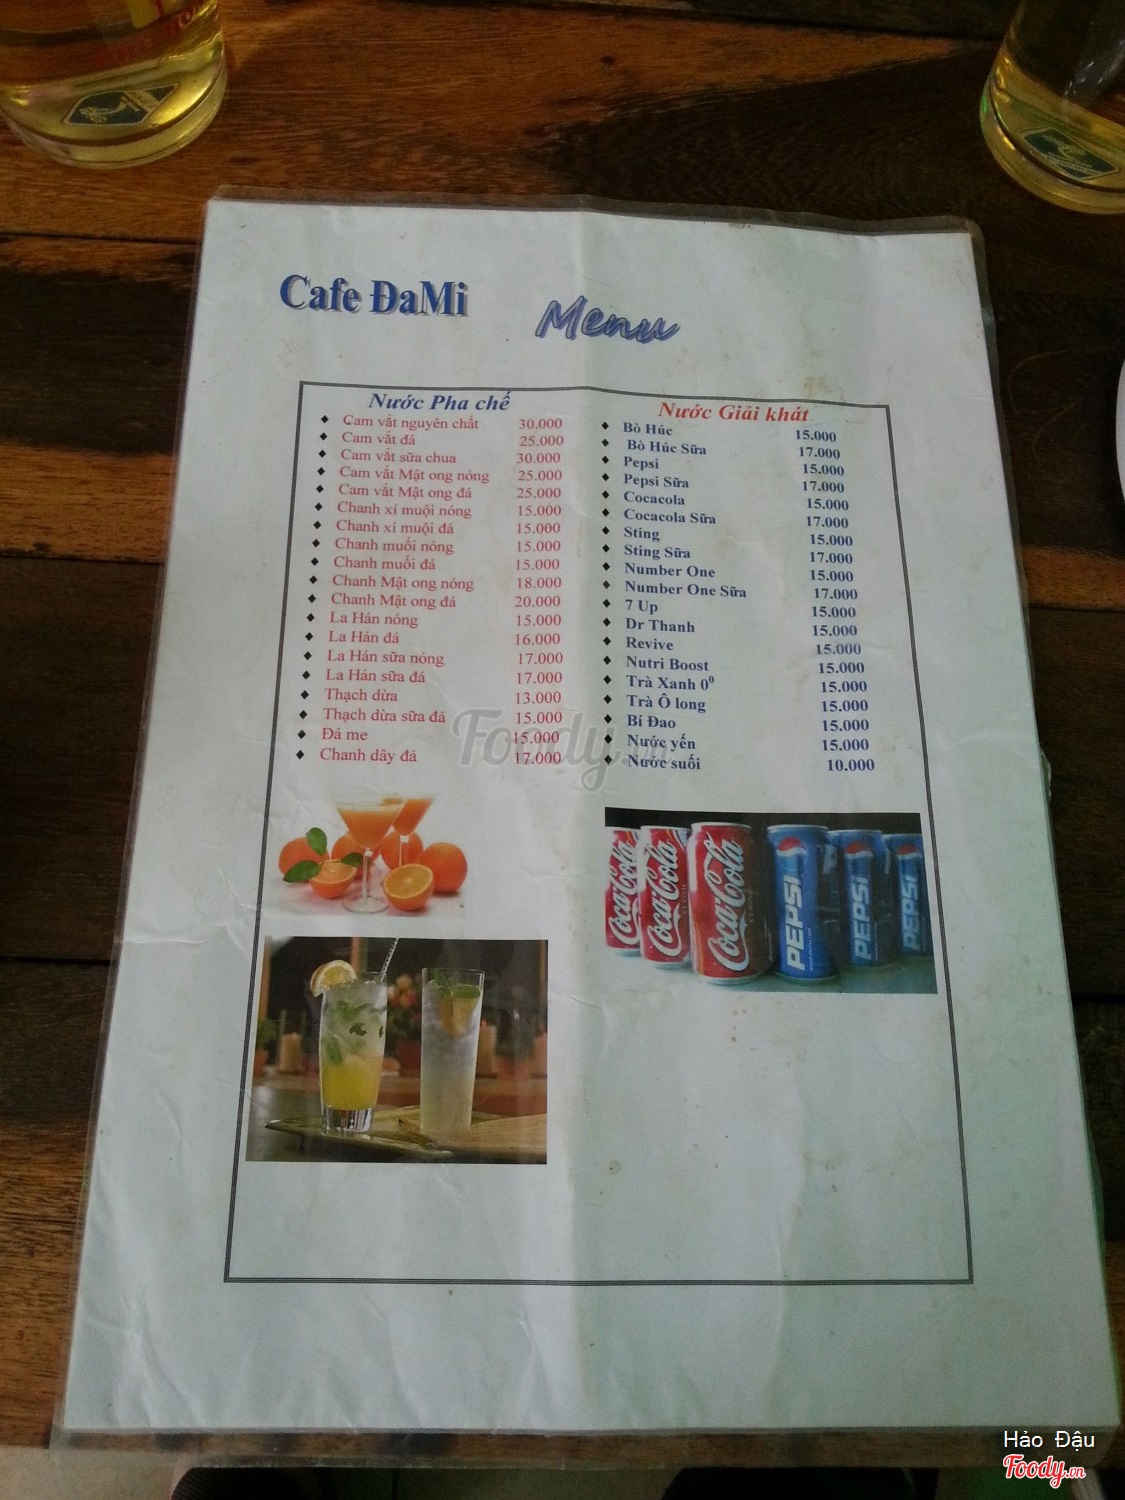 Cafe ĐaMi
Menu
Nước Pha chế
Cam vắt nguyên chất 30.000
Cam vắt đá 25.000
Cam vắt sữa chua 30.000
Cam vắt Mật ong nóng 25.000
Cam vắt Mật ong đá 25.000
Chanh xí muội nóng 15.000
Chanh xí muội đá 15.000
Chanh muối nóng 15.000
Chanh muối đá 15.000
Chanh Mật ong nóng 18.000
Chanh Mật ong đá 20.000
La Hán nóng 15.000
La Hán đá 16.000
La Hán sữa nóng 17.000
La Hán sữa đá 17.000
Thạch dừa 13.000
Thạch dừa sữa đá 15.000
Đá me 15.000
Chanh dây đá 17.000
Nước Giải khát
Bò Húc 15.000
Bò Húc Sữa 17.000
Pepsi 15.000
Pepsi Sữa 17.000
Cocacola 15.000
Cocacola Sữa 17.000
Sting 15.000
Sting Sữa 17.000
Number One 15.000
Number One Sữa 17.000
7 Up 15.000
Dr Thanh 15.000
Revive 15.000
Nutri Boost 15.000
Trà Xanh 0⁰ 15.000
Trà Ô long 15.000
Bí Đao 15.000
Nước yến 15.000
Nước suối 10.000
Foody.vn
Coca-Cola
Coca-Cola
Coca-Cola
PEPSI
PEPSI
PEPSI
Hảo Đậu
Foody.vn